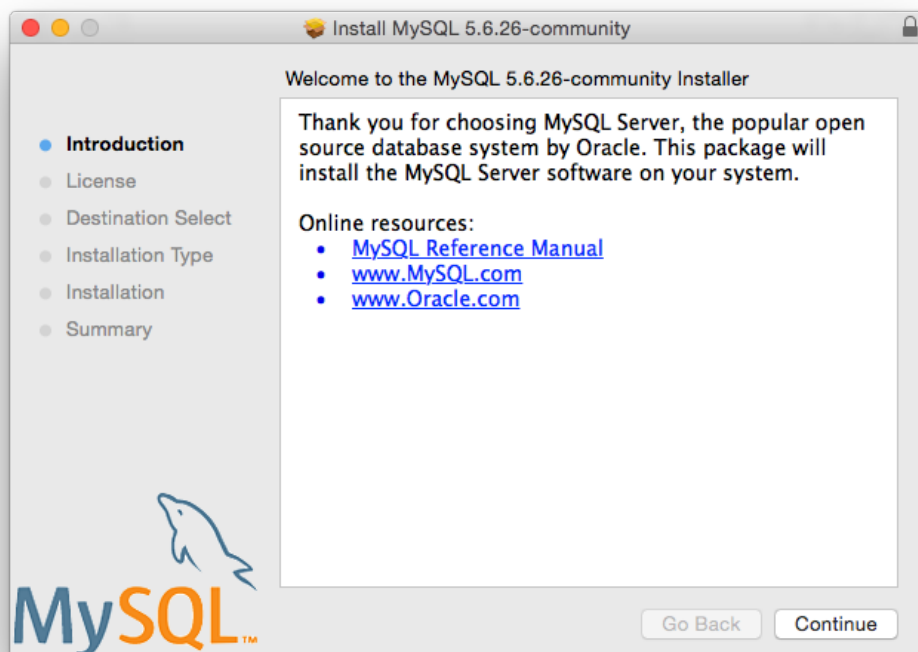 Install MySQL 5.6.26-community
Welcome to the MySQL 5.6.26-community Installer
Introduction
License
Destination Select
Installation Type
Installation
Summary
Thank you for choosing MySQL Server, the popular open
source database system by Oracle. This package will
install the MySQL Server software on your system.
Online resources:
• MySQL Reference Manual
• www.MySQL.com
• www.Oracle.com
MySQL™
Go Back
Continue